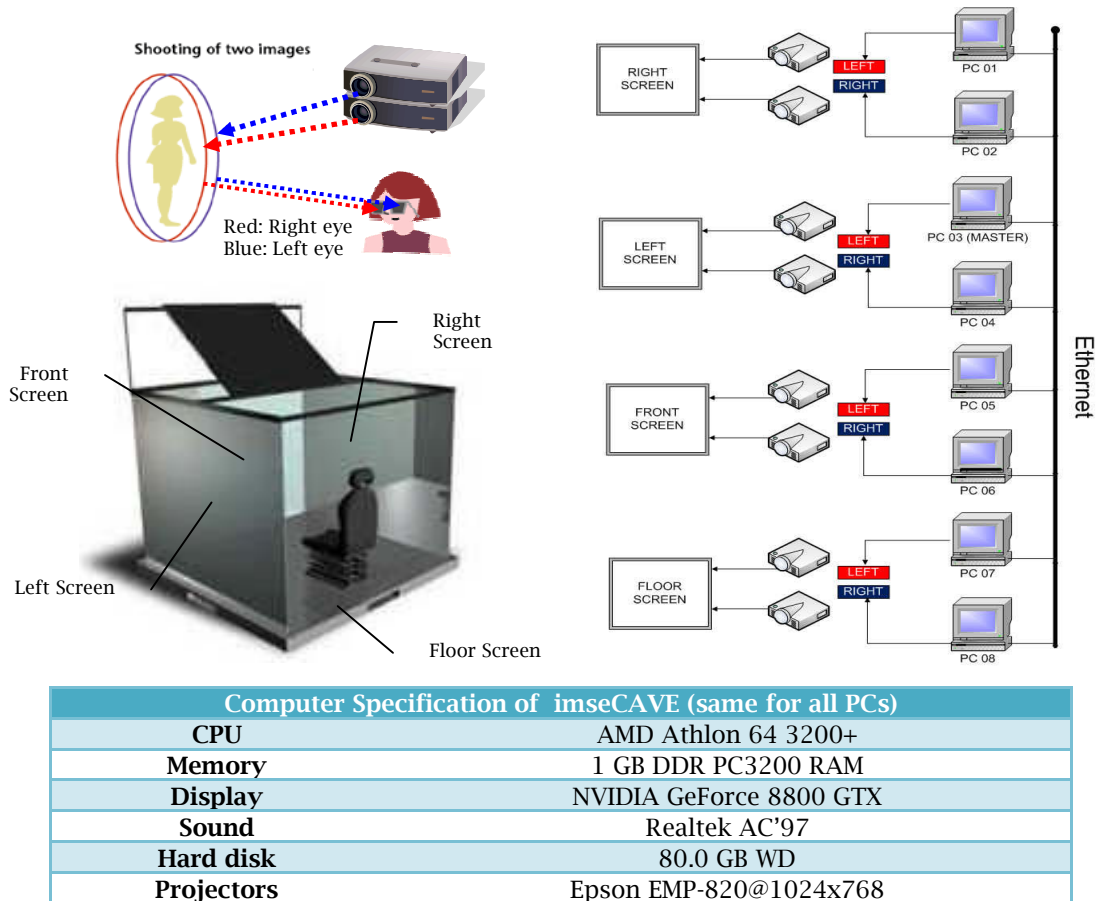 Shooting of two images
Red: Right eye
Blue: Left eye
Right
Screen
Front
Screen
Left Screen
Floor Screen
RIGHT
SCREEN
LEFT
RIGHT
PC 01
PC 02
LEFT
SCREEN
LEFT
RIGHT
PC 03 (MASTER)
PC 04
FRONT
SCREEN
LEFT
RIGHT
PC 05
PC 06
FLOOR
SCREEN
LEFT
RIGHT
PC 07
PC 08
Ethernet
Computer Specification of imseCAVE (same for all PCs)
CPU AMD Athlon 64 3200+
Memory 1 GB DDR PC3200 RAM
Display NVIDIA GeForce 8800 GTX
Sound Realtek AC’97
Hard disk 80.0 GB WD
Projectors Epson EMP-820@1024x768